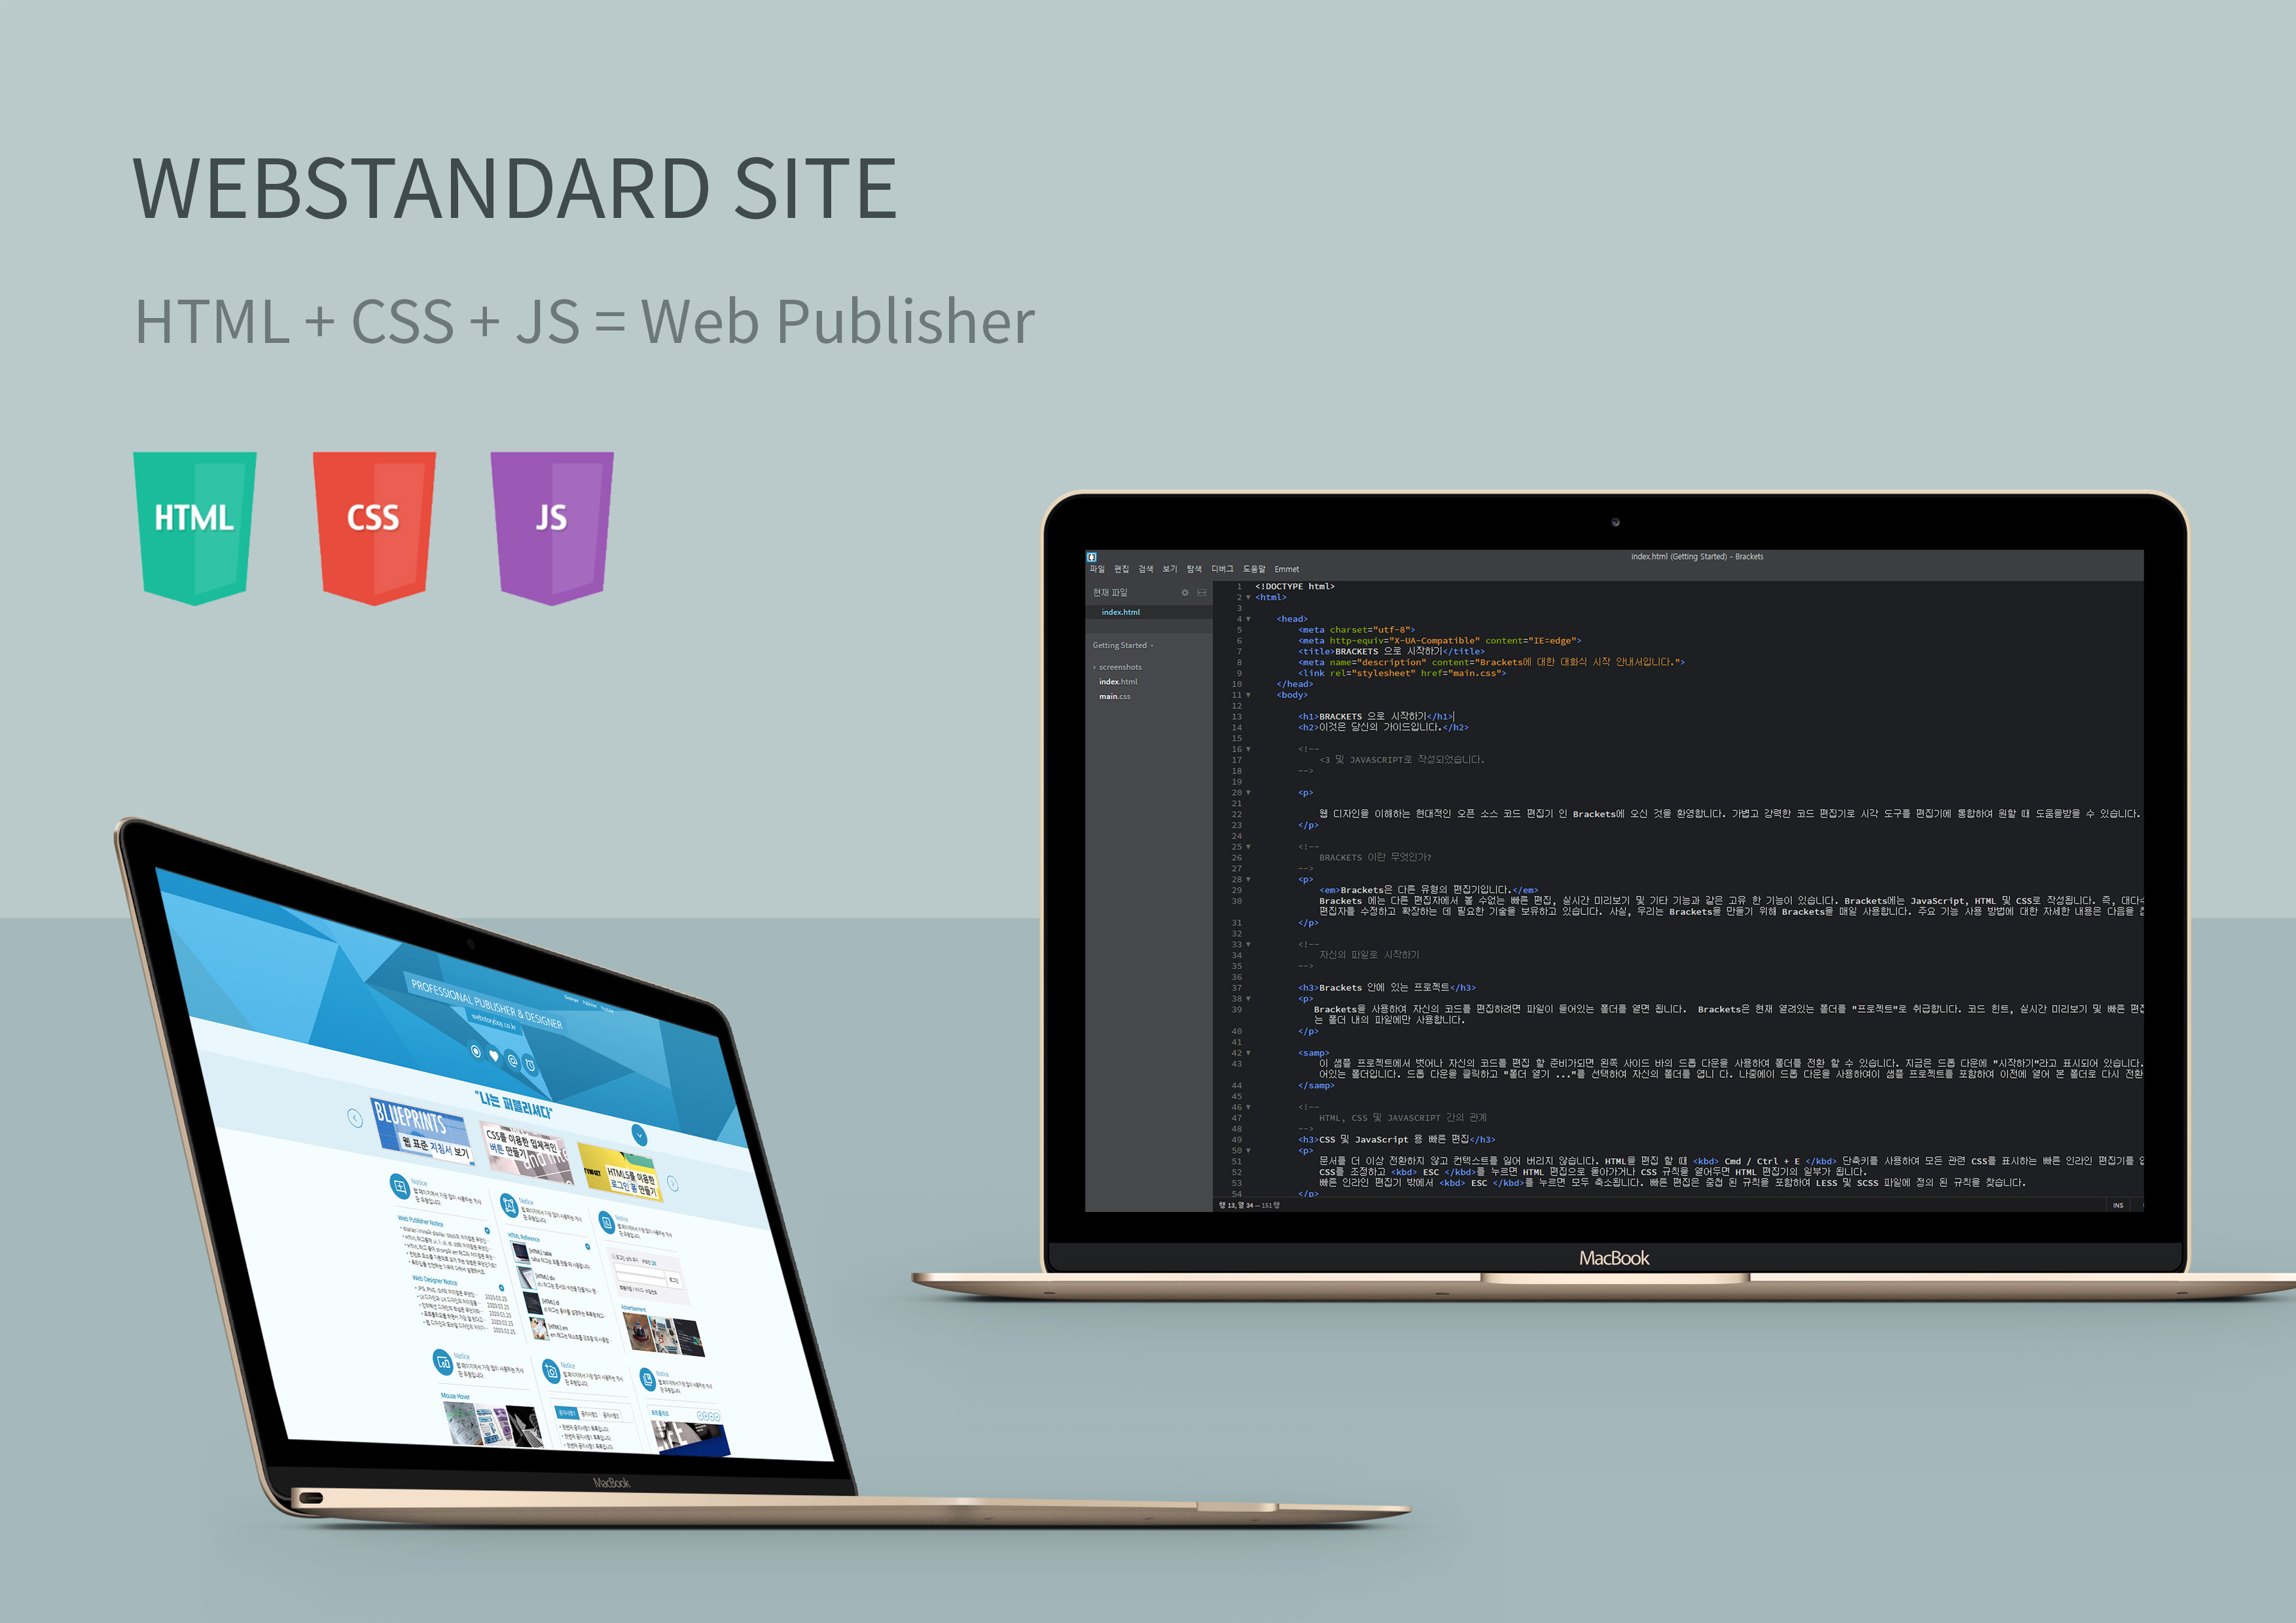 WEBSTANDARD SITE
HTML + CSS + JS = Web Publisher
HTML
CSS
JS
index.html (Getting Started) - Brackets
파일 편집 검색 보기 탐색 디버그 도움말 Emmet
현재 파일
index.html
Getting Started
screenshots
index.html
main.css
1 <!DOCTYPE html>
2 <html>
3
4 <head>
5 <meta charset="utf-8">
6 <meta http-equiv="X-UA-Compatible" content="IE=edge">
7 <title>BRACKETS 으로 시작하기</title>
8 <meta name="description" content="Brackets에 대한 대화식 시작 안내서입니다.">
9 <link rel="stylesheet" href="main.css">
10 </head>
11 <body>
12
13 <h1>BRACKETS 으로 시작하기</h1>
14 <h2>이것은 당신의 가이드입니다.</h2>
15
16 <!--
17 <3 및 JAVASCRIPT로 작성되었습니다.
18 -->
19
20 <p>
21
22 웹 디자인을 이해하는 현대적인 오픈 소스 코드 편집기 인 Brackets에 오신 것을 환영합니다. 가볍고 강력한 코드 편집기로 시각 도구를 편집기에 통합하여 원할 때 도움을받을 수 있습니다.
23 </p>
24
25 <!--
26 BRACKETS 이란 무엇인가?
27 -->
28 <p>
29 <em>Brackets은 다른 유형의 편집기입니다.</em>
30 Brackets 에는 다른 편집자에서 볼 수없는 빠른 편집, 실시간 미리보기 및 기타 기능과 같은 고유 한 기능이 있습니다. Brackets에는 JavaScript, HTML 및 CSS로 작성됩니다. 즉, 대다수
편집자를 수정하고 확장하는 데 필요한 기술을 보유하고 있습니다. 사실, 우리는 Brackets을 만들기 위해 Brackets을 매일 사용합니다. 주요 기능 사용 방법에 대한 자세한 내용은 다음을
31 </p>
32
33 <!--
34 자신의 파일로 시작하기
35 -->
36
37 <h3>Brackets 안에 있는 프로젝트</h3>
38 <p>
39 Brackets을 사용하여 자신의 코드를 편집하려면 파일이 들어있는 폴더를 열면 됩니다. Brackets은 현재 열려있는 폴더를 "프로젝트"로 취급합니다. 코드 힌트, 실시간 미리보기 및 빠른 편집
는 폴더 내의 파일에만 사용합니다.
40 </p>
41
42 <samp>
43 이 샘플 프로젝트에서 벗어나 자신의 코드를 편집 할 준비가되면 왼쪽 사이드 바의 드롭 다운을 사용하여 폴더를 전환 할 수 있습니다. 지금은 드롭 다운에 "시작하기"라고 표시되어 있습니다.
어있는 폴더입니다. 드롭 다운을 클릭하고 "폴더 열기 ..."를 선택하여 자신의 폴더를 엽니 다. 나중에이 드롭 다운을 사용하여이 샘플 프로젝트를 포함하여 이전에 열어 본 폴더로 다시 전환
44 </samp>
45
46 <!--
47 HTML, CSS 및 JAVASCRIPT 간의 관계
48 -->
49 <h3>CSS 및 JavaScript 용 빠른 편집</h3>
50 <p>
51 문서를 더 이상 전환하지 않고 컨텍스트를 잃어 버리지 않습니다. HTML을 편집 할 때 <kbd> Cmd / Ctrl + E </kbd> 단축키를 사용하여 모든 관련 CSS를 표시하는 빠른 인라인 편집기를
52 CSS를 조정하고 <kbd> ESC </kbd>를 누르면 HTML 편집으로 돌아가거나 CSS 규칙을 열어두면 HTML 편집기의 일부가 됩니다.
53 빠른 인라인 편집기 밖에서 <kbd> ESC </kbd>를 누르면 모두 축소됩니다. 빠른 편집은 중첩 된 규칙을 포함하여 LESS 및 SCSS 파일에 정의 된 규칙을 찾습니다.
54 </p>
행 13, 열 34 — 151 행
INS
MacBook
PROFESSIONAL PUBLISHER & DESIGNER
webstoryboy.co.kr
"나는 퍼블리셔다"
BLUEPRINTS
웹 표준 지침서 보기
CSS를 이용한 입체적인
버튼 만들기
HTML5를 이용한
로그인 폼 만들기
Notice
Notice
Notice
Web Publisher Notice
HTML Reference
[HTML] table
[HTML] div
[HTML] dl
[HTML] em
Web Designer Notice
2020.03.25
2020.03.25
2020.03.25
2020.03.25
2020.03.25
Advertisement
Notice
Notice
Notice
Mouse Hover
MacBook